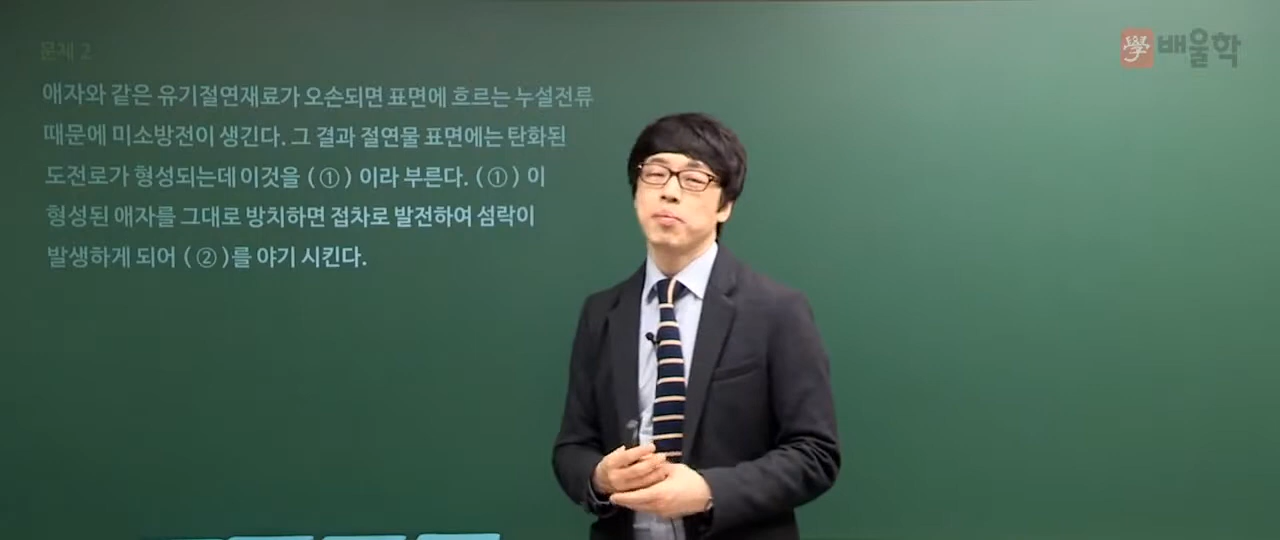 문제 2
學 배울학
애자와 같은 유기절연재료가 오손되면 표면에 흐르는 누설전류
때문에 미소방전이 생긴다. 그 결과 절연물 표면에는 탄화된
도전로가 형성되는데 이것을 ( ① ) 이라 부른다. ( ① ) 이
형성된 애자를 그대로 방치하면 접차로 발전하여 섬락이
발생하게 되어 ( ② )를 야기 시킨다.